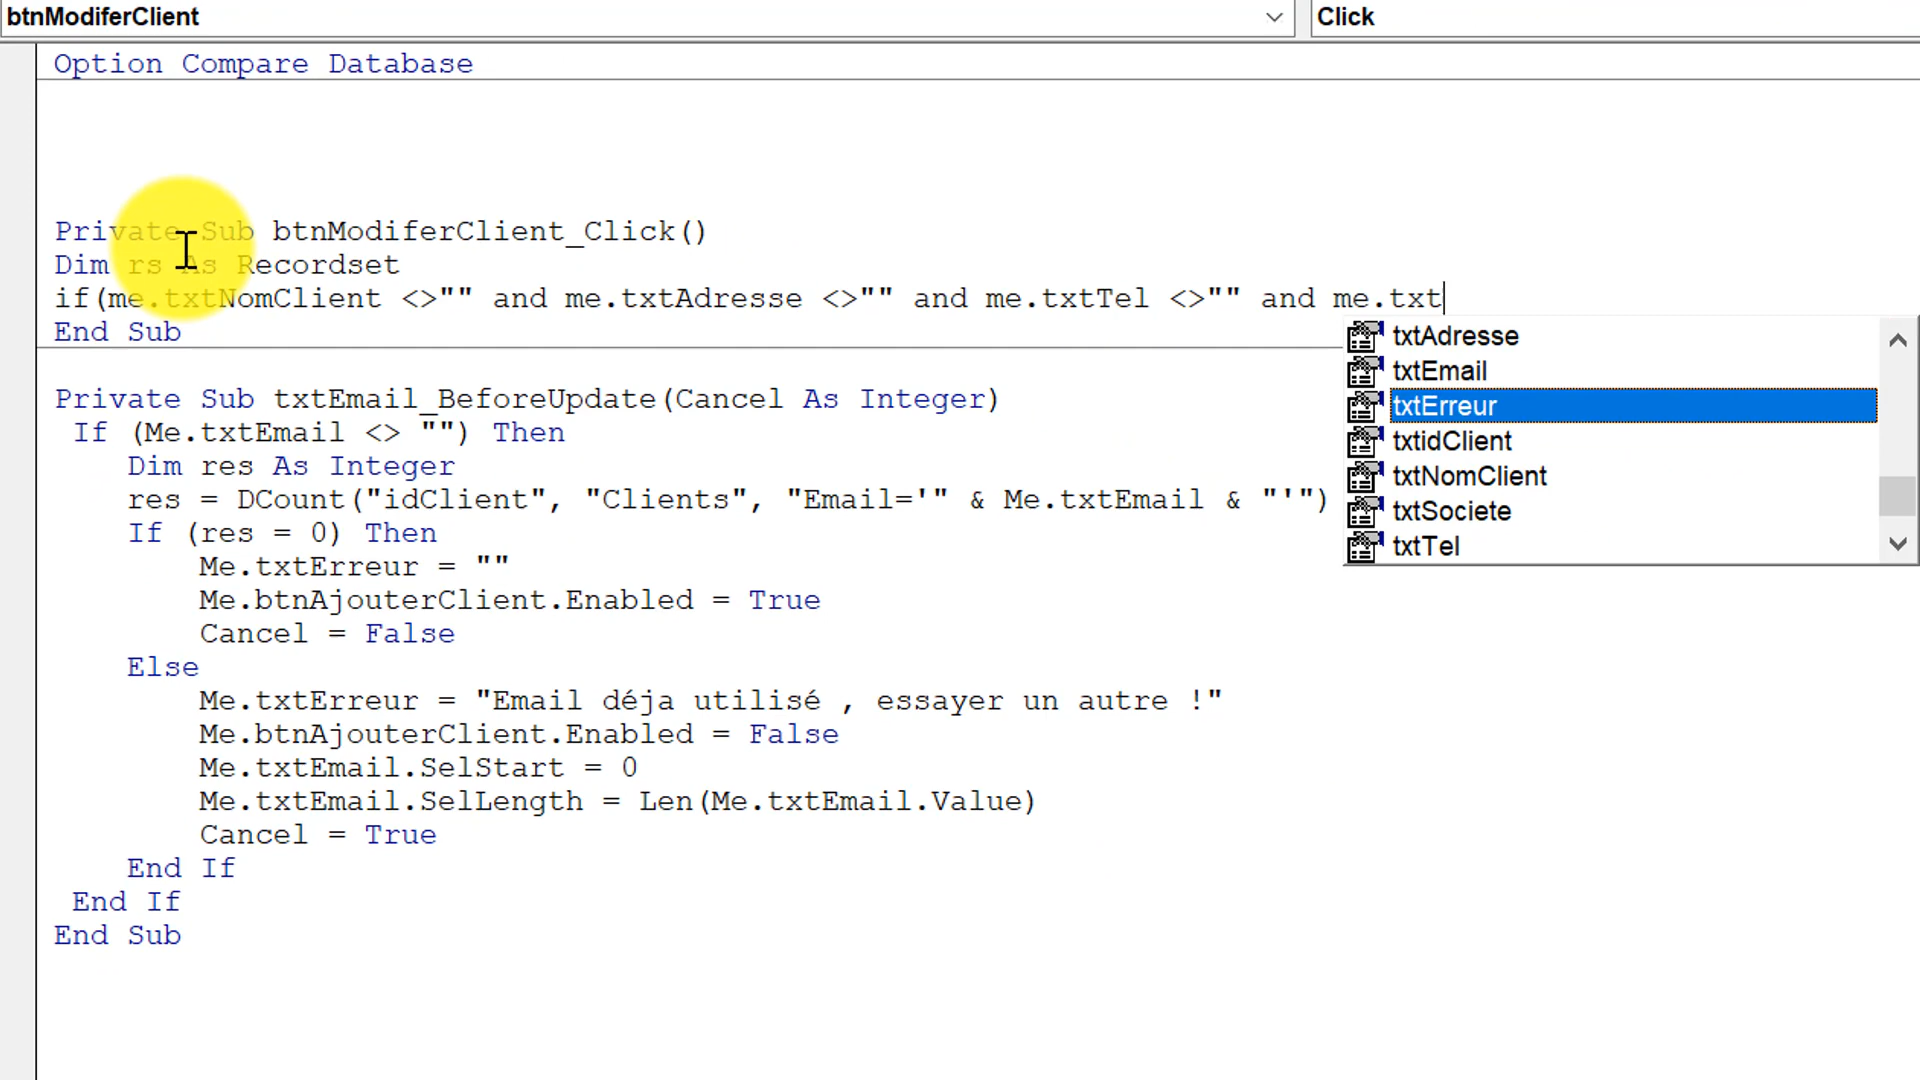 btnModiferClient
Click
Option Compare Database
Private Sub btnModiferClient_Click()
Dim rs As Recordset
if(me.txtNomClient <>"" and me.txtAdresse <>"" and me.txtTel <>"" and me.txt
End Sub
txtAdresse
txtEmail
txtErreur
txtidClient
txtNomClient
txtSociete
txtTel
Private Sub txtEmail_BeforeUpdate(Cancel As Integer)
If (Me.txtEmail <> "") Then
Dim res As Integer
res = DCount("idClient", "Clients", "Email='" & Me.txtEmail & "'")
If (res = 0) Then
Me.txtErreur = ""
Me.btnAjouterClient.Enabled = True
Cancel = False
Else
Me.txtErreur = "Email déja utilisé , essayer un autre !"
Me.btnAjouterClient.Enabled = False
Me.txtEmail.SelStart = 0
Me.txtEmail.SelLength = Len(Me.txtEmail.Value)
Cancel = True
End If
End If
End Sub